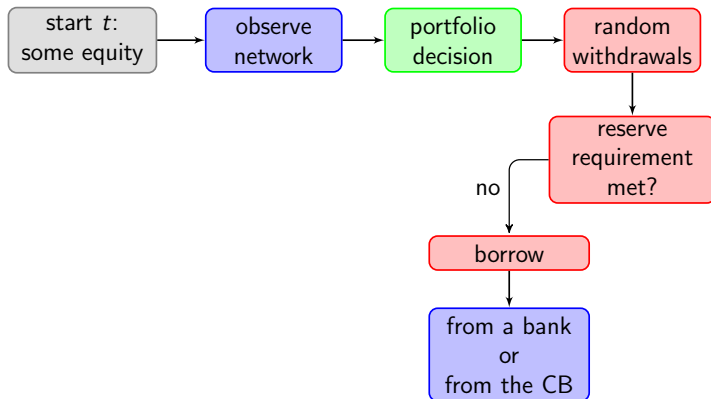 start t:
some equity
observe
network
portfolio
decision
random
withdrawals
reserve
requirement
met?
no
borrow
from a bank
or
from the CB